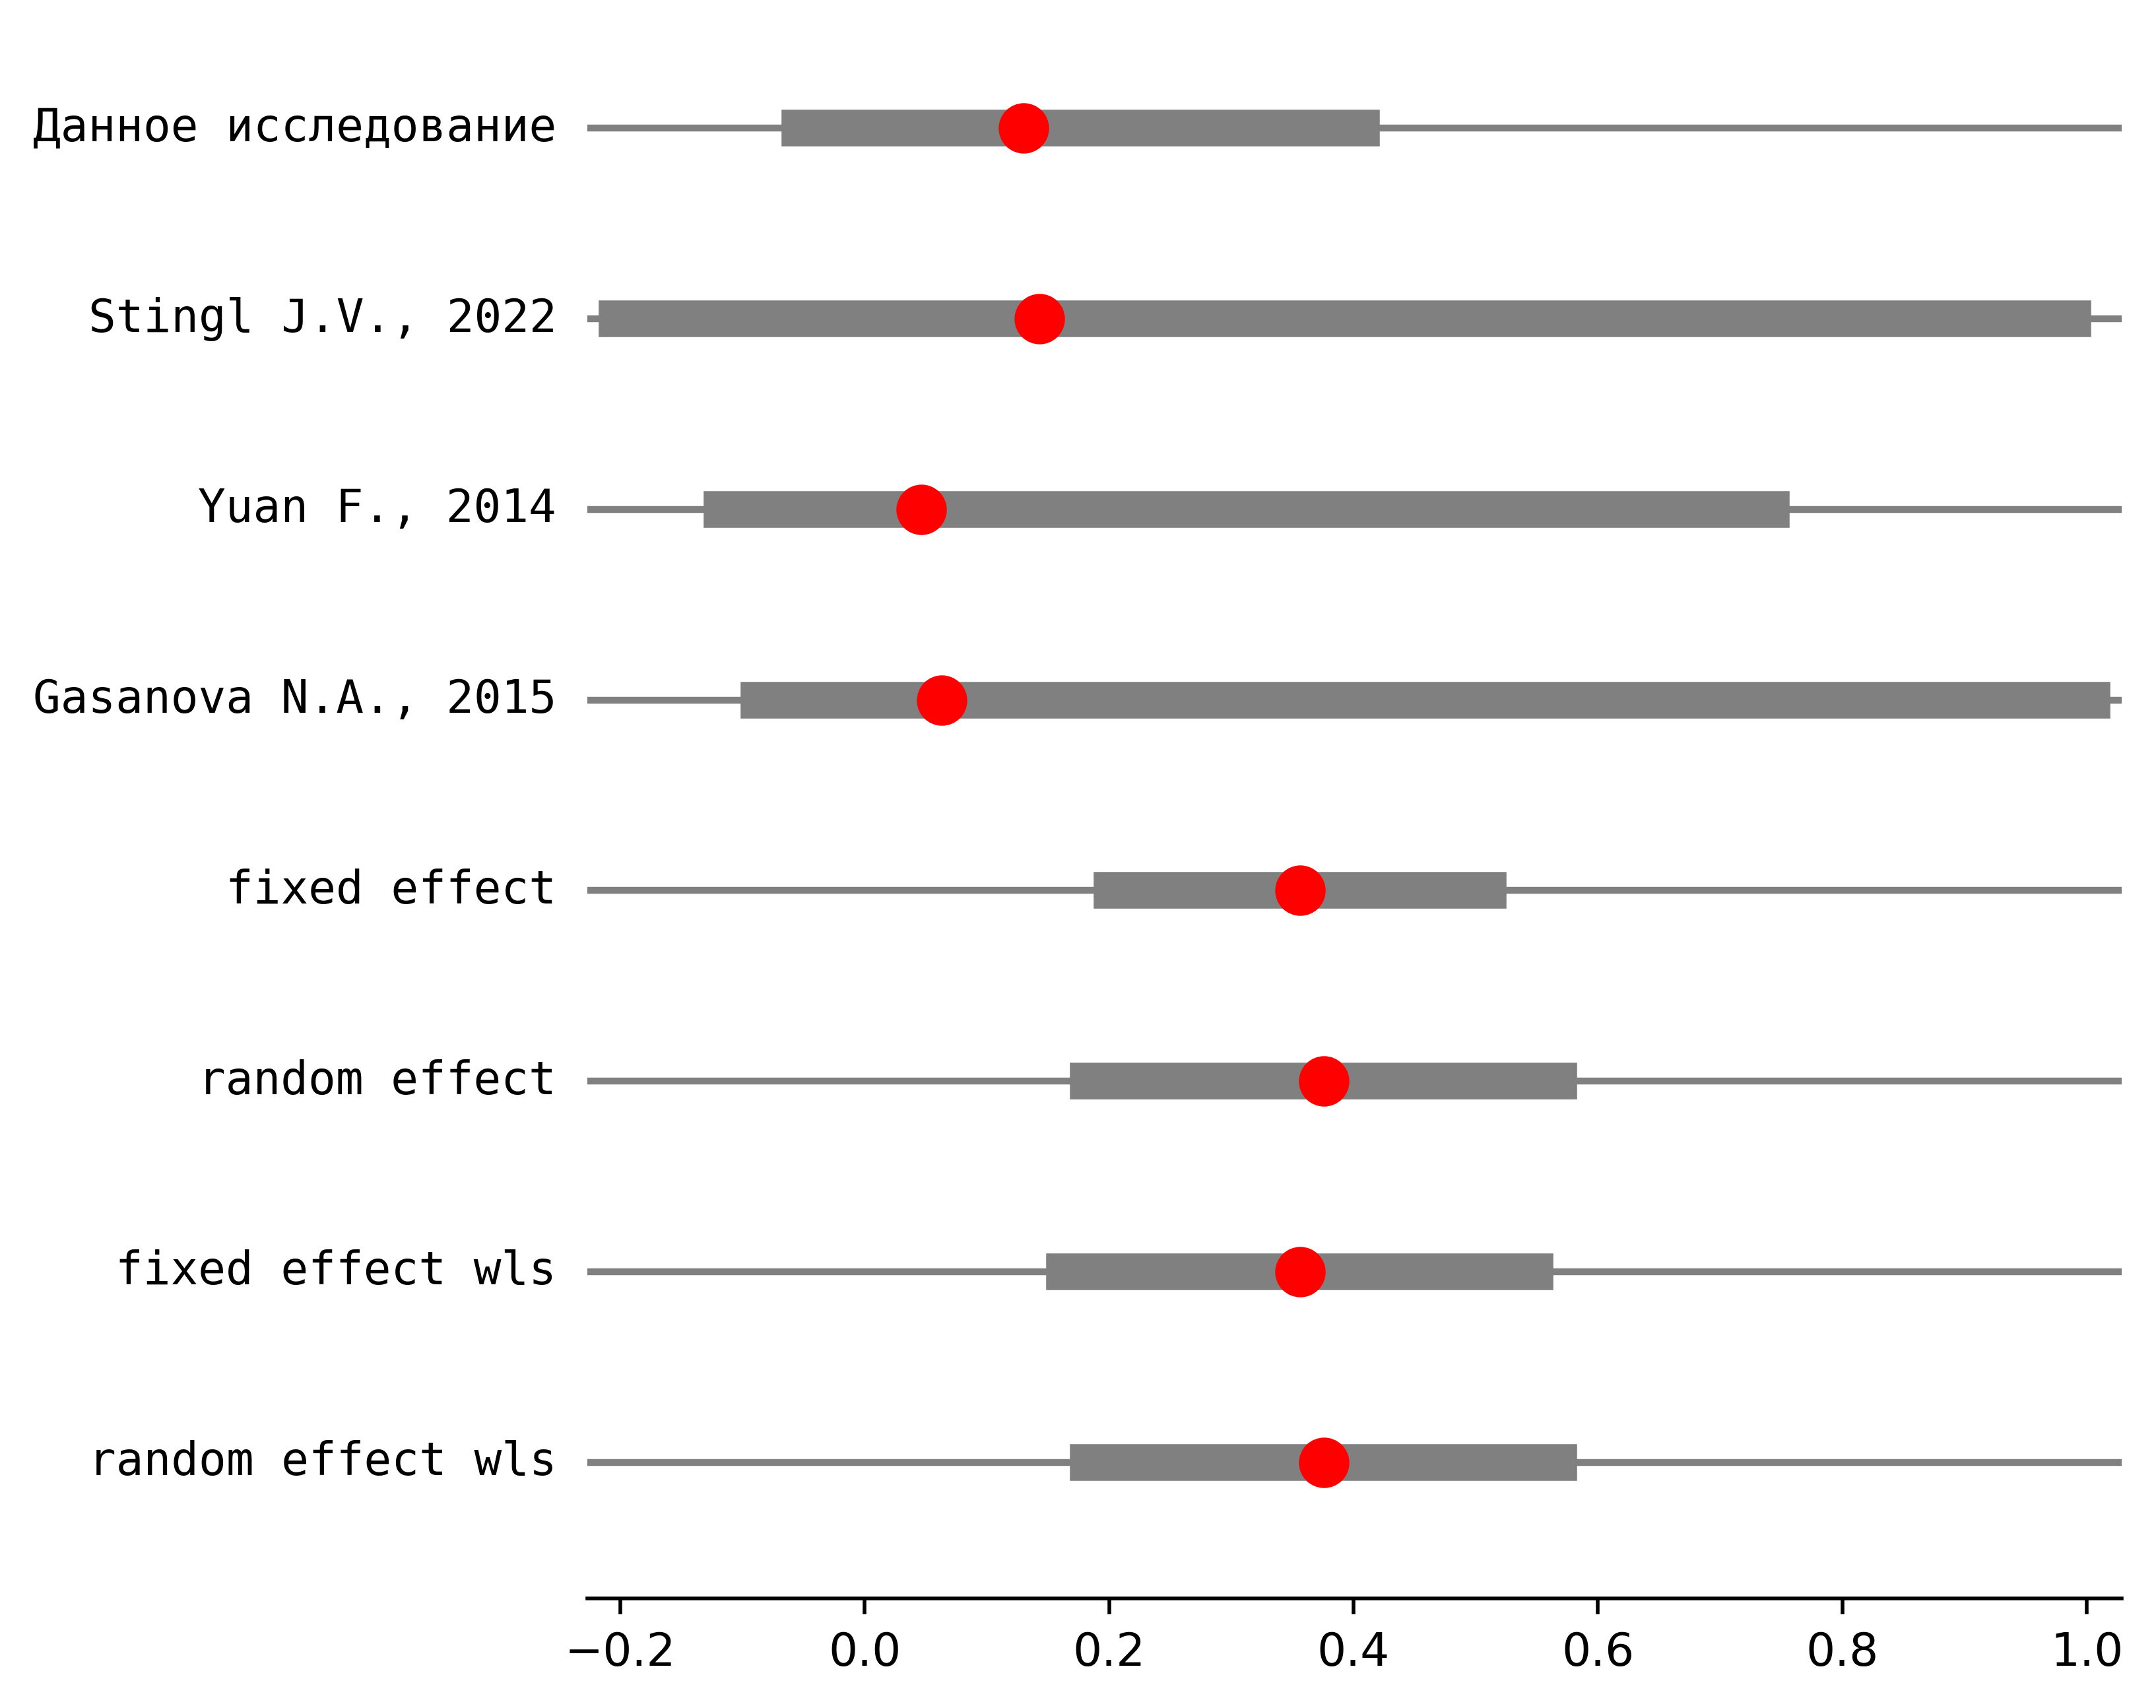 Данное исследование
Stingl J.V., 2022
Yuan F., 2014
Gasanova N.A., 2015
fixed effect
random effect
fixed effect wls
random effect wls
−0.2 0.0 0.2 0.4 0.6 0.8 1.0